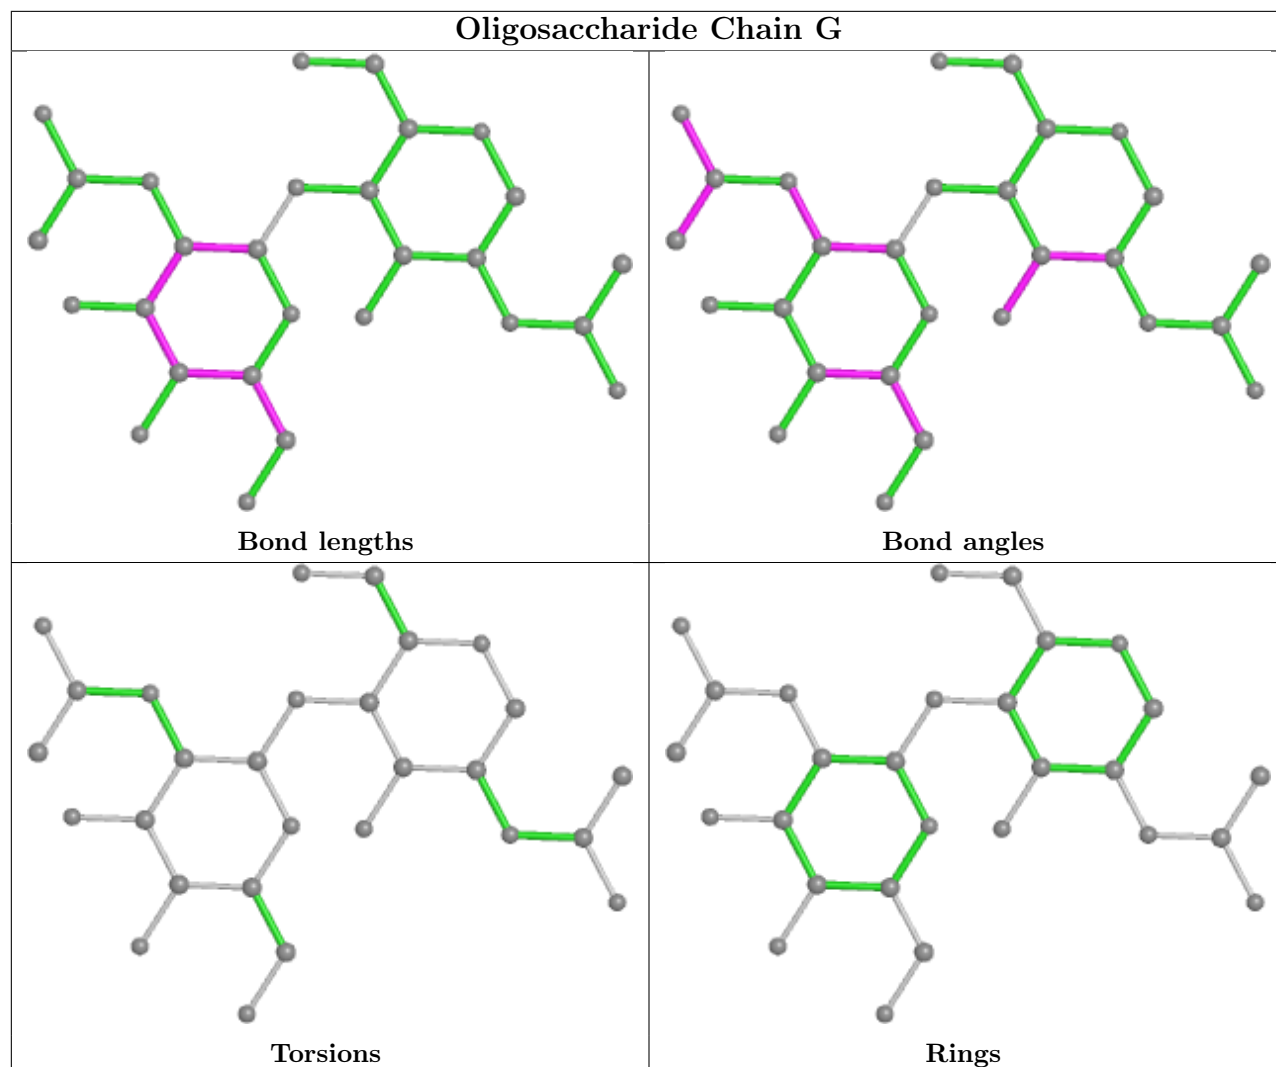 Oligosaccharide Chain G
Bond lengths
Bond angles
Torsions
Rings